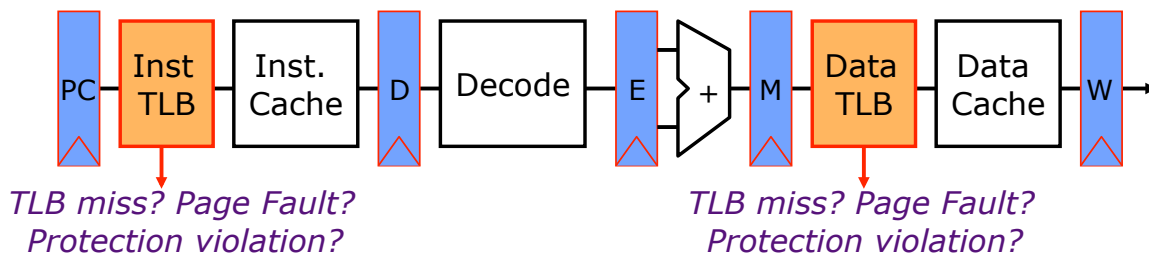 PC
Inst
TLB
Inst.
Cache
D
Decode
E
+
M
Data
TLB
Data
Cache
W
TLB miss? Page Fault?
Protection violation?
TLB miss? Page Fault?
Protection violation?